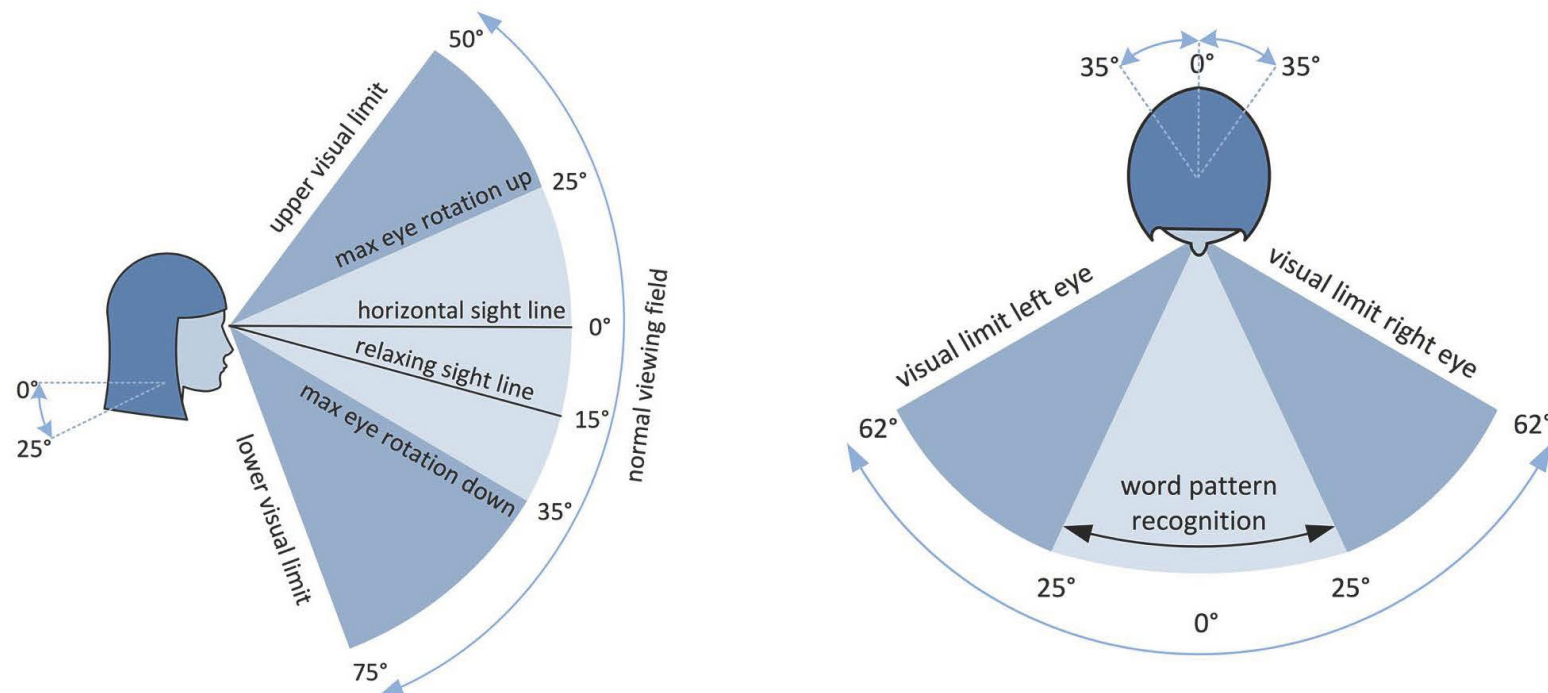 50°
upper visual limit
25°
max eye rotation up
horizontal sight line
0°
relaxing sight line
15°
max eye rotation down
35°
lower visual limit
75°
normal viewing field
0°
25°
35°
0°
35°
visual limit left eye
visual limit right eye
62°
62°
word pattern
recognition
25°
25°
0°